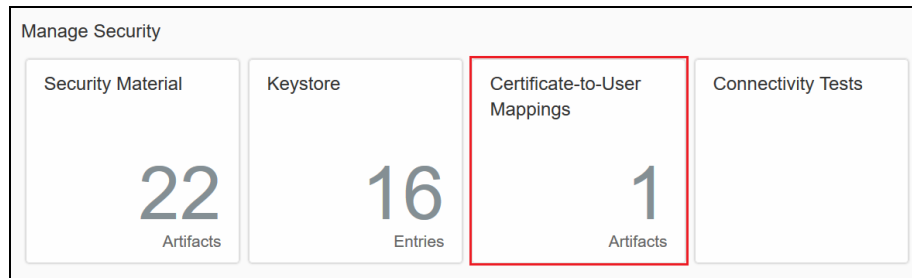 Manage Security
Security Material
22
Artifacts
Keystore
16
Entries
Certificate-to-User
Mappings
1
Artifacts
Connectivity Tests